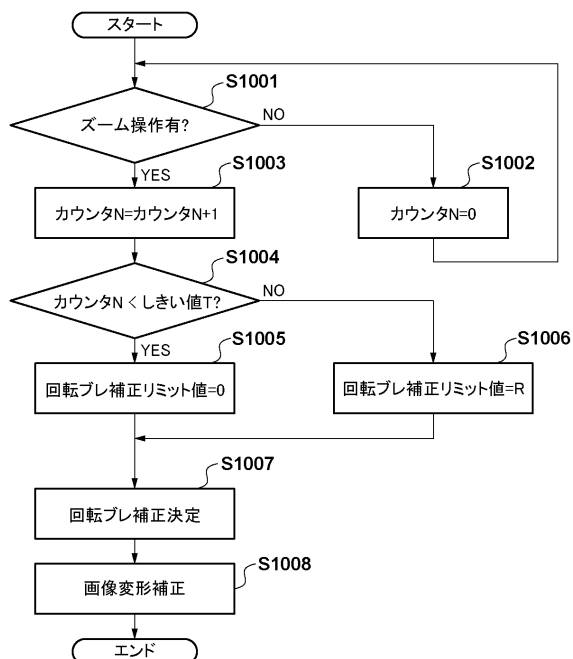 スタート
S1001
ズーム操作有?
NO
YES
S1003
カウンタN=カウンタN+1
S1002
カウンタN=0
S1004
カウンタN < しきい値T?
NO
YES
S1005
回転ブレ補正リミット値=0
S1006
回転ブレ補正リミット値=R
S1007
回転ブレ補正決定
S1008
画像変形補正
エンド